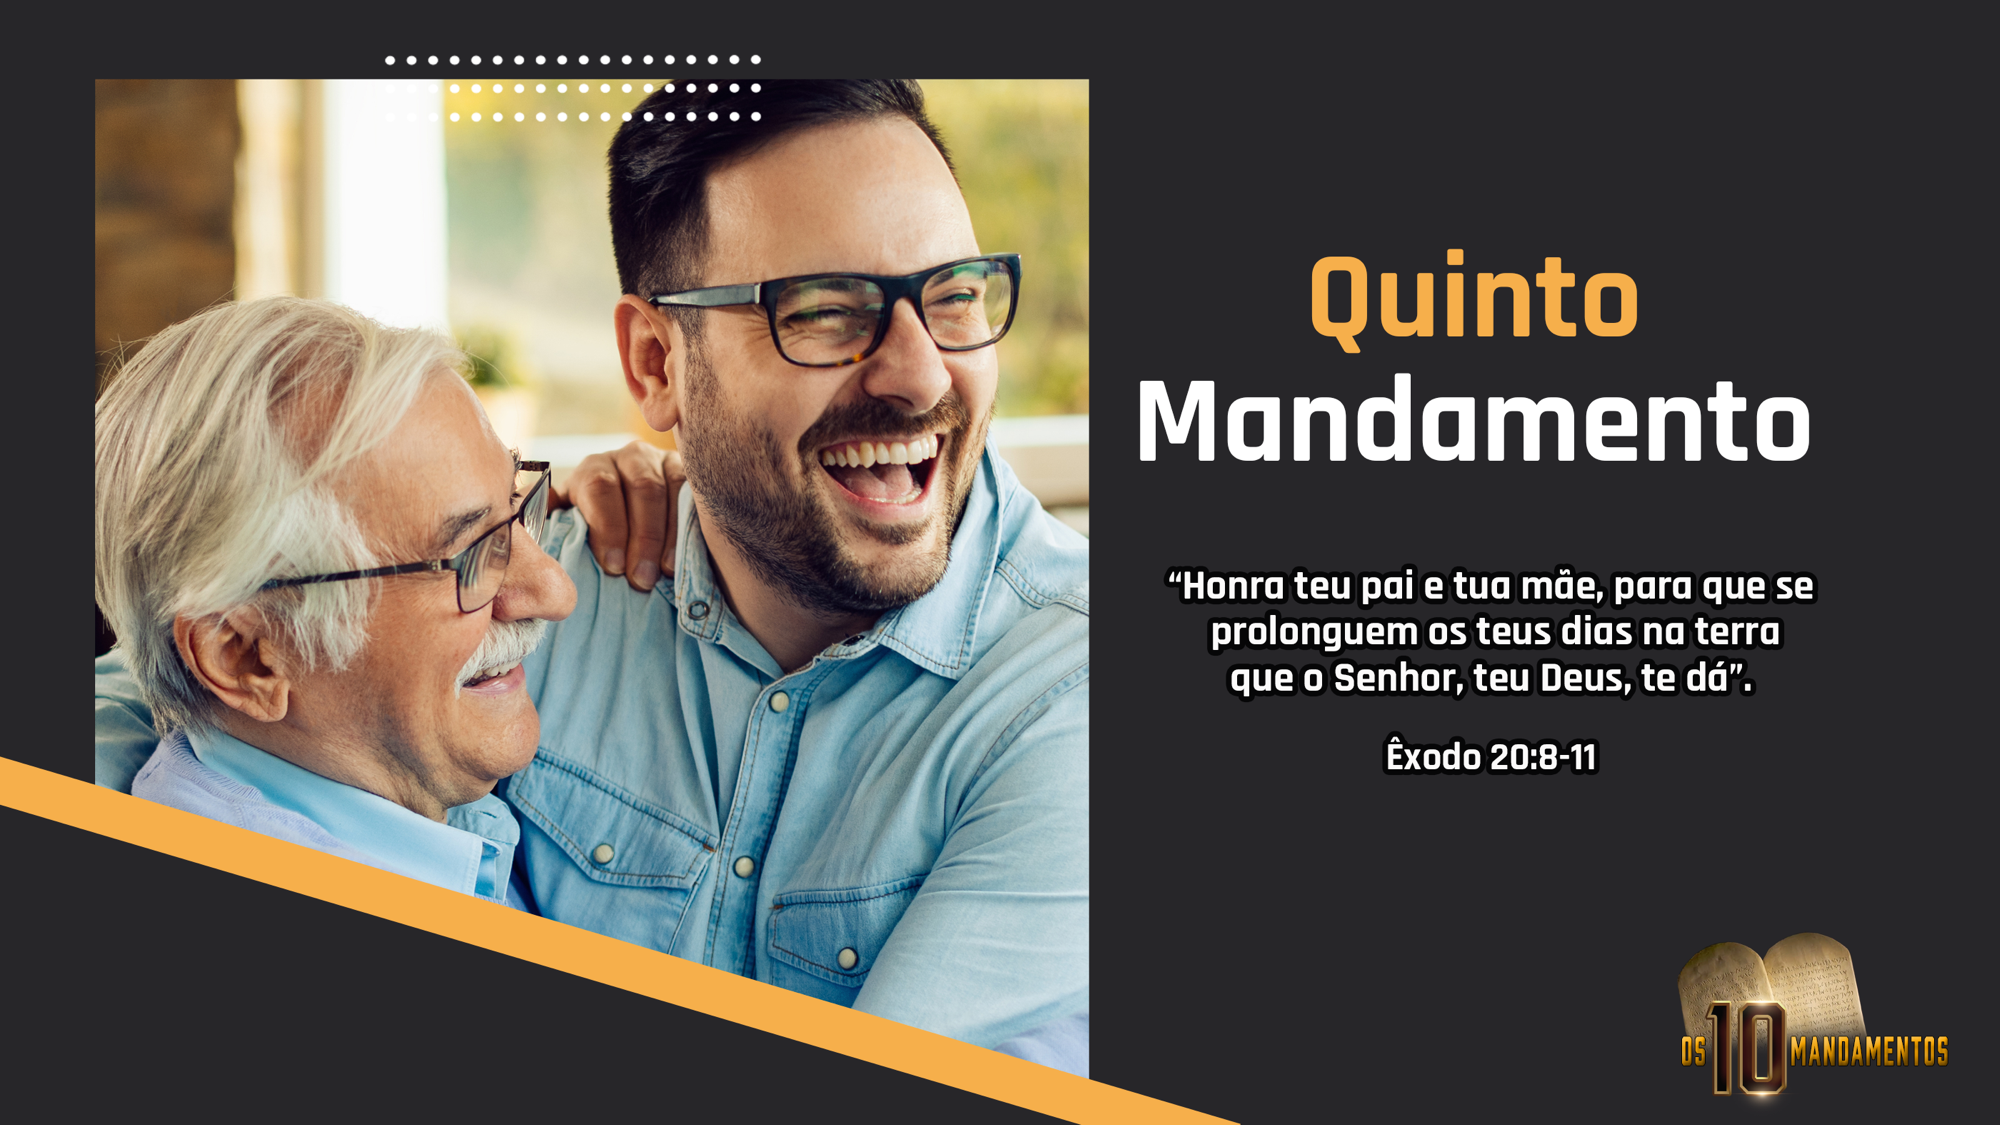 Quinto
Mandamento
“Honra teu pai e tua mãe, para que se
prolonguem os teus dias na terra
que o Senhor, teu Deus, te dá”.
Êxodo 20:8-11
OS 10 MANDAMENTOS